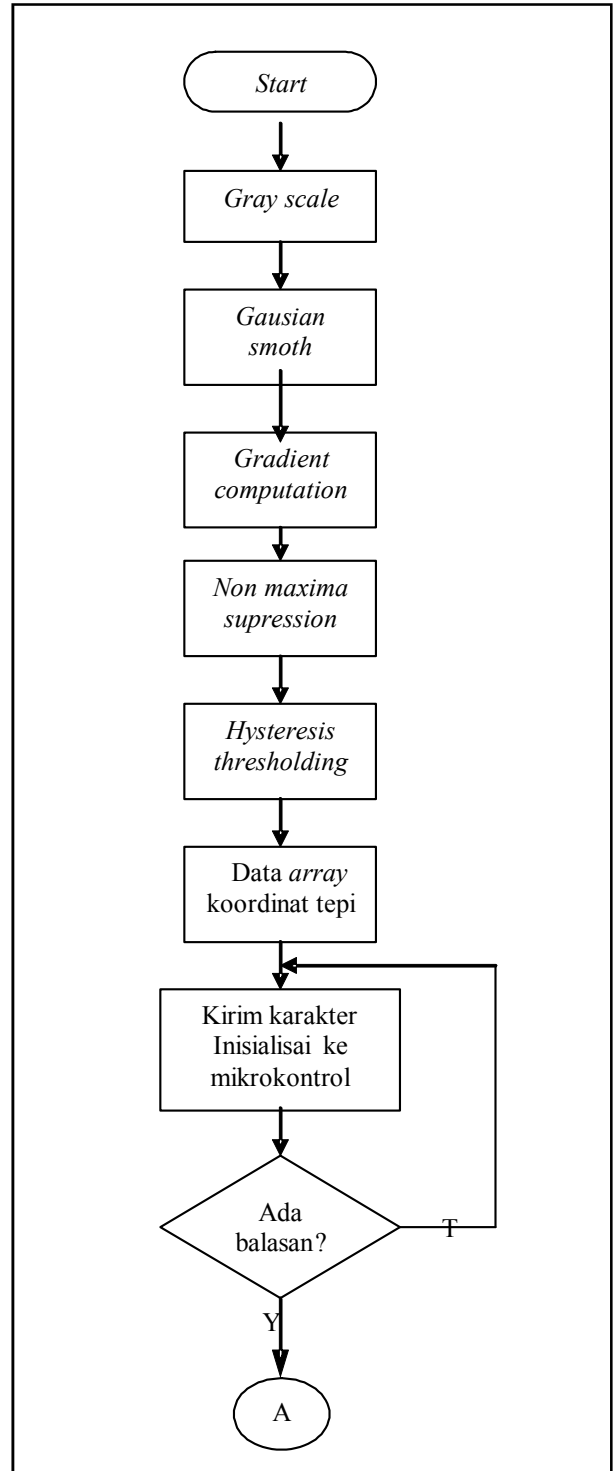 Start
Gray scale
Gausian
smoth
Gradient
computation
Non maxima
supression
Hysteresis
thresholding
Data array
koordinat tepi
Kirim karakter
Inisialisai ke
mikrokontrol
Ada
balasan?
T
Y
A